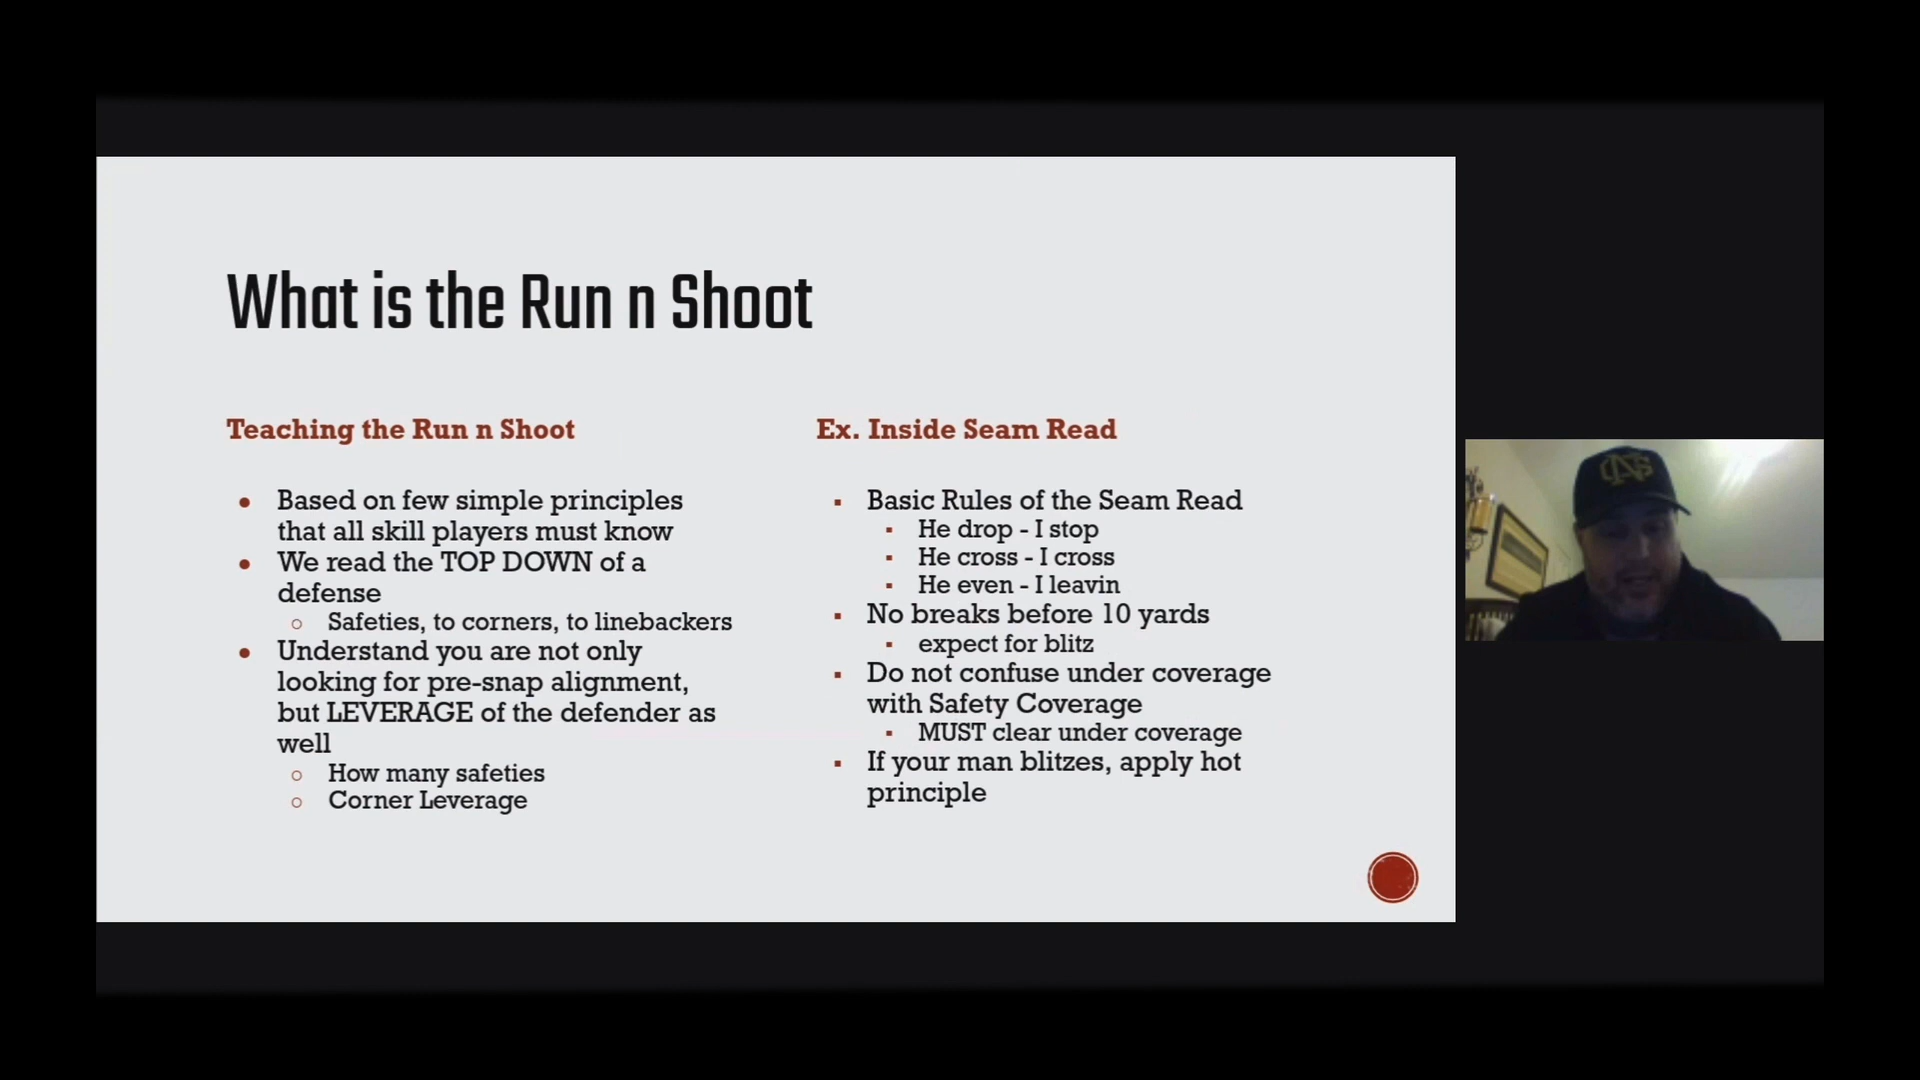 What is the Run n Shoot
Teaching the Run n Shoot
Based on few simple principles
that all skill players must know
We read the TOP DOWN of a
defense
Safeties, to corners, to linebackers
Understand you are not only
looking for pre-snap alignment,
but LEVERAGE of the defender as
well
How many safeties
Corner Leverage
Ex. Inside Seam Read
Basic Rules of the Seam Read
He drop - I stop
He cross - I cross
He even - I leavin
No breaks before 10 yards
expect for blitz
Do not confuse under coverage
with Safety Coverage
MUST clear under coverage
If your man blitzes, apply hot
principle